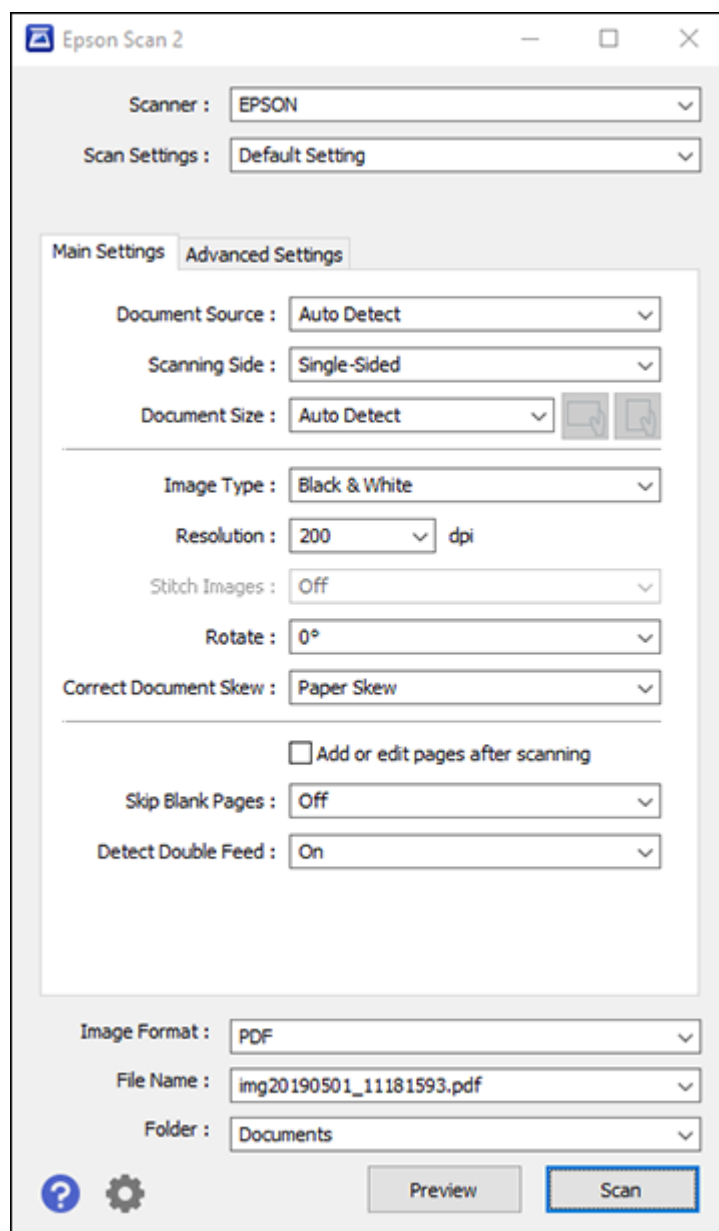 Epson Scan 2
Scanner : EPSON
Scan Settings : Default Setting
Main Settings Advanced Settings
Document Source : Auto Detect
Scanning Side : Single-Sided
Document Size : Auto Detect
Image Type : Black & White
Resolution : 200 dpi
Stitch Images : Off
Rotate : 0°
Correct Document Skew : Paper Skew
Add or edit pages after scanning
Skip Blank Pages : Off
Detect Double Feed : On
Image Format : PDF
File Name : img20190501_11181593.pdf
Folder : Documents
? Preview Scan